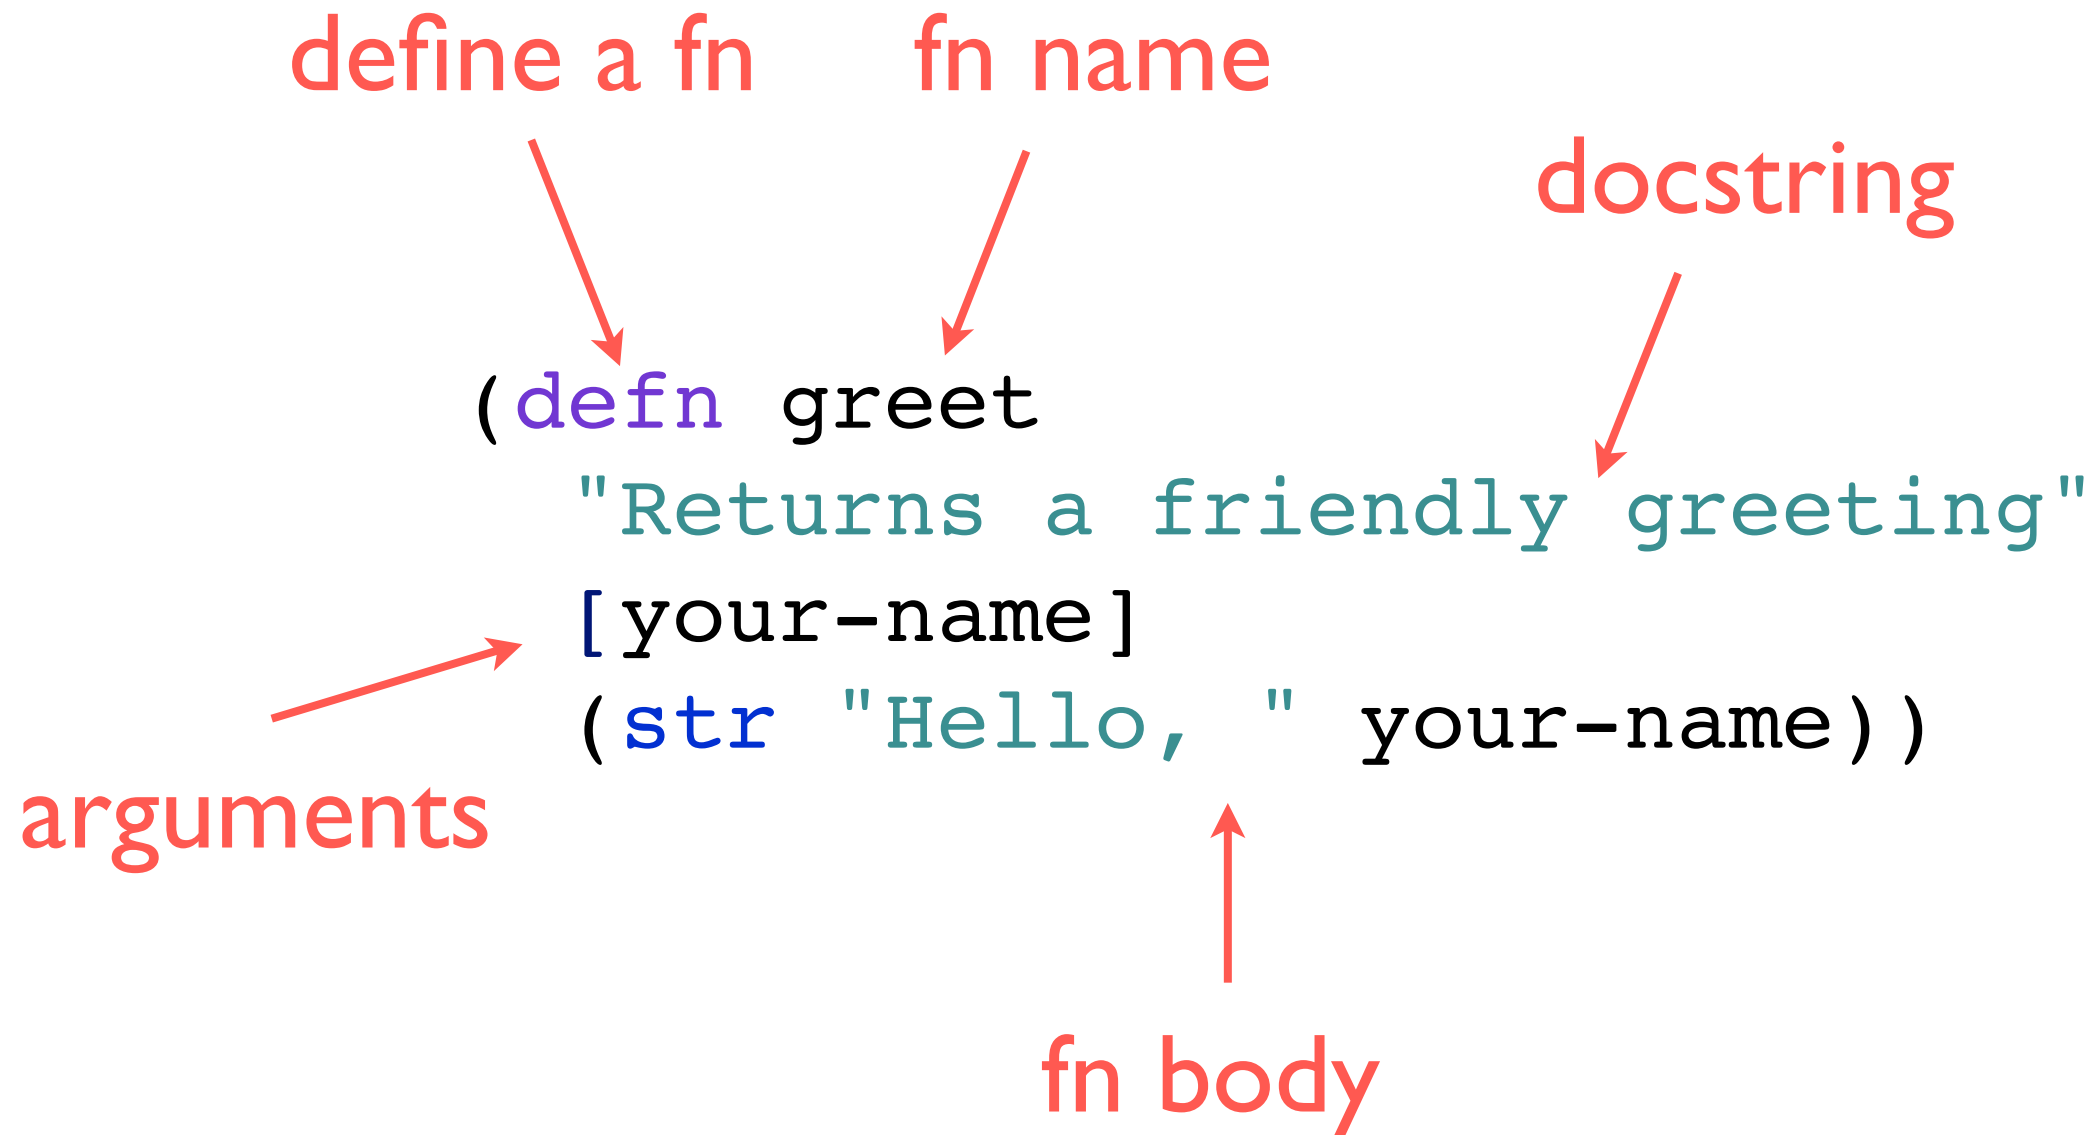 define a fn
fn name
docstring
(defn greet
"Returns a friendly greeting"
[your-name]
(str "Hello, " your-name))
arguments
fn body